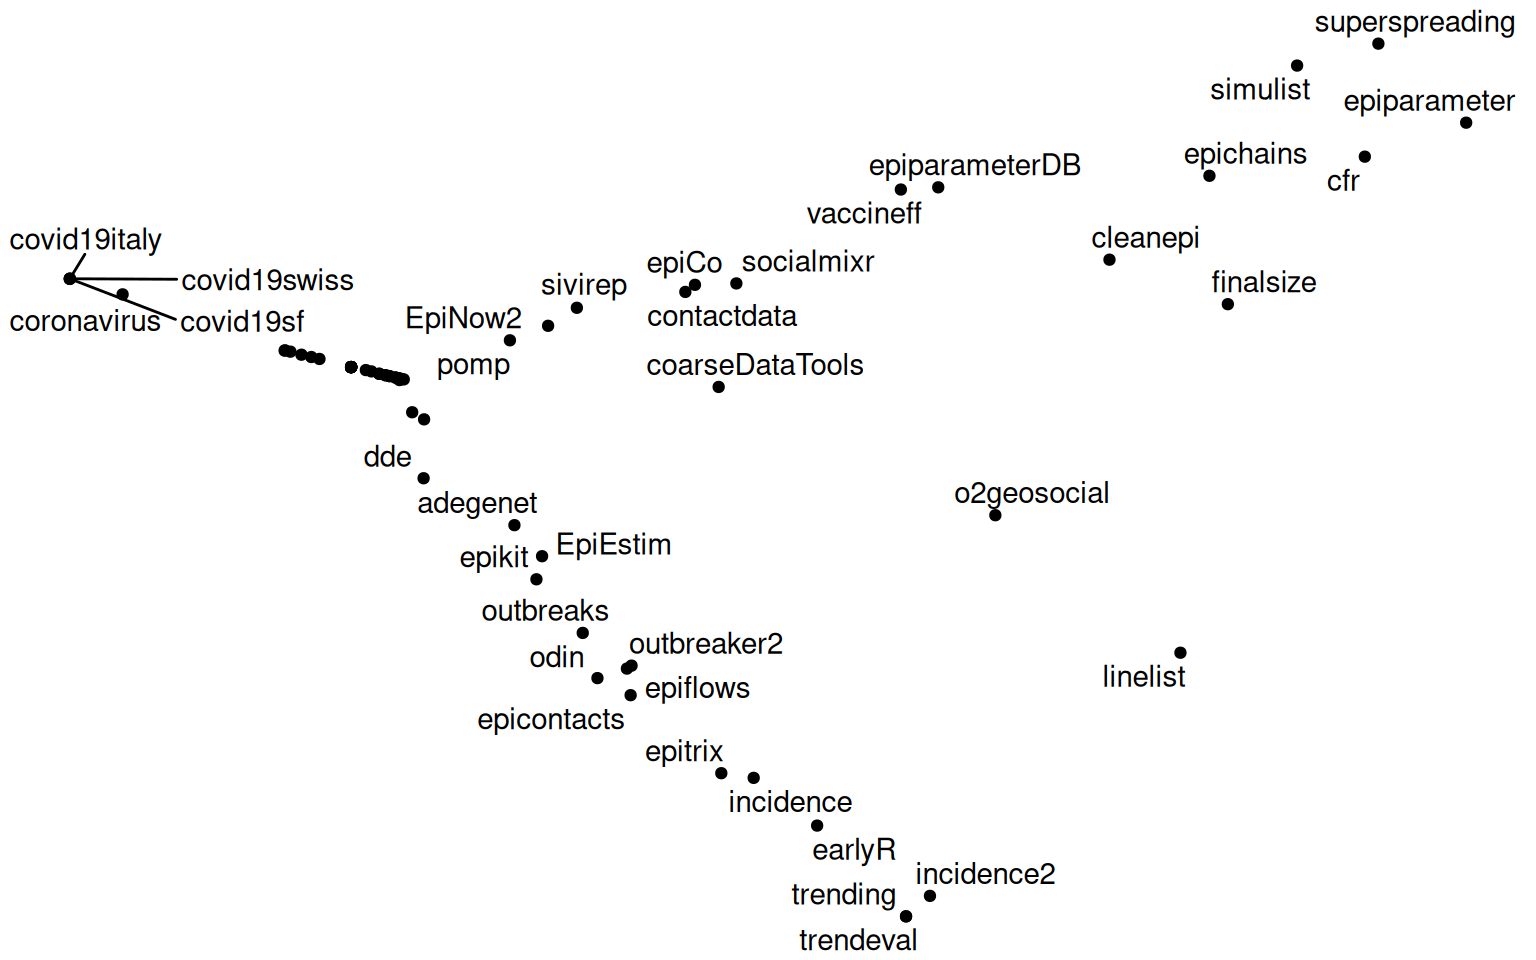 superspreading
simulist
epiparameter
epichains
cfr
epiparameterDB
vaccineff
cleanepi
covid19italy
epiCo
socialmixr
covid19swiss
sivirep
finalsize
coronavirus
covid19sf
EpiNow2
contactdata
pomp
coarseDataTools
dde
o2geosocial
adegenet
EpiEstim
epikit
outbreaks
outbreaker2
odin
linelist
epiflows
epicontacts
epitrix
incidence
earlyR
incidence2
trending
trendeval